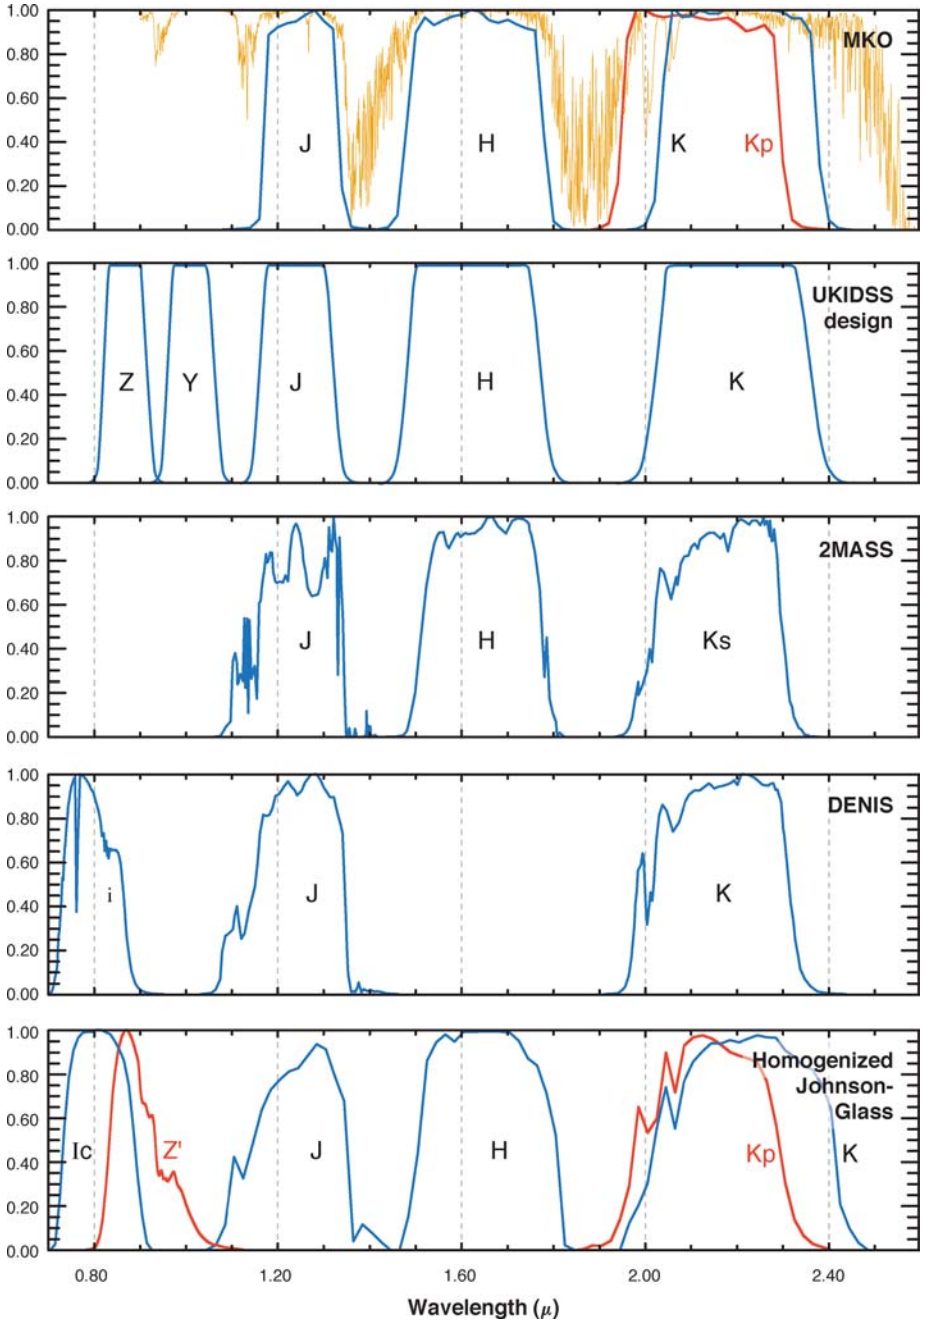 1.00
MKO
0.80
1.00
0.40
J
H
K
Kp
0.20
0.00
1.00
UKIDSS
design
0.80
0.60
0.40
Z
Y
J
H
K
0.20
0.00
1.00
2MASS
0.80
0.60
0.40
J
H
Ks
0.20
0.00
1.00
DENIS
0.80
0.60
0.40
i
J
K
0.20
0.00
1.00
Homogenized
Johnson-
Glass
0.80
0.60
0.40
Ic
Z'
J
H
Kp
K
0.20
0.00
0.80 1.20 1.60 2.00 2.40
Wavelength (μ)